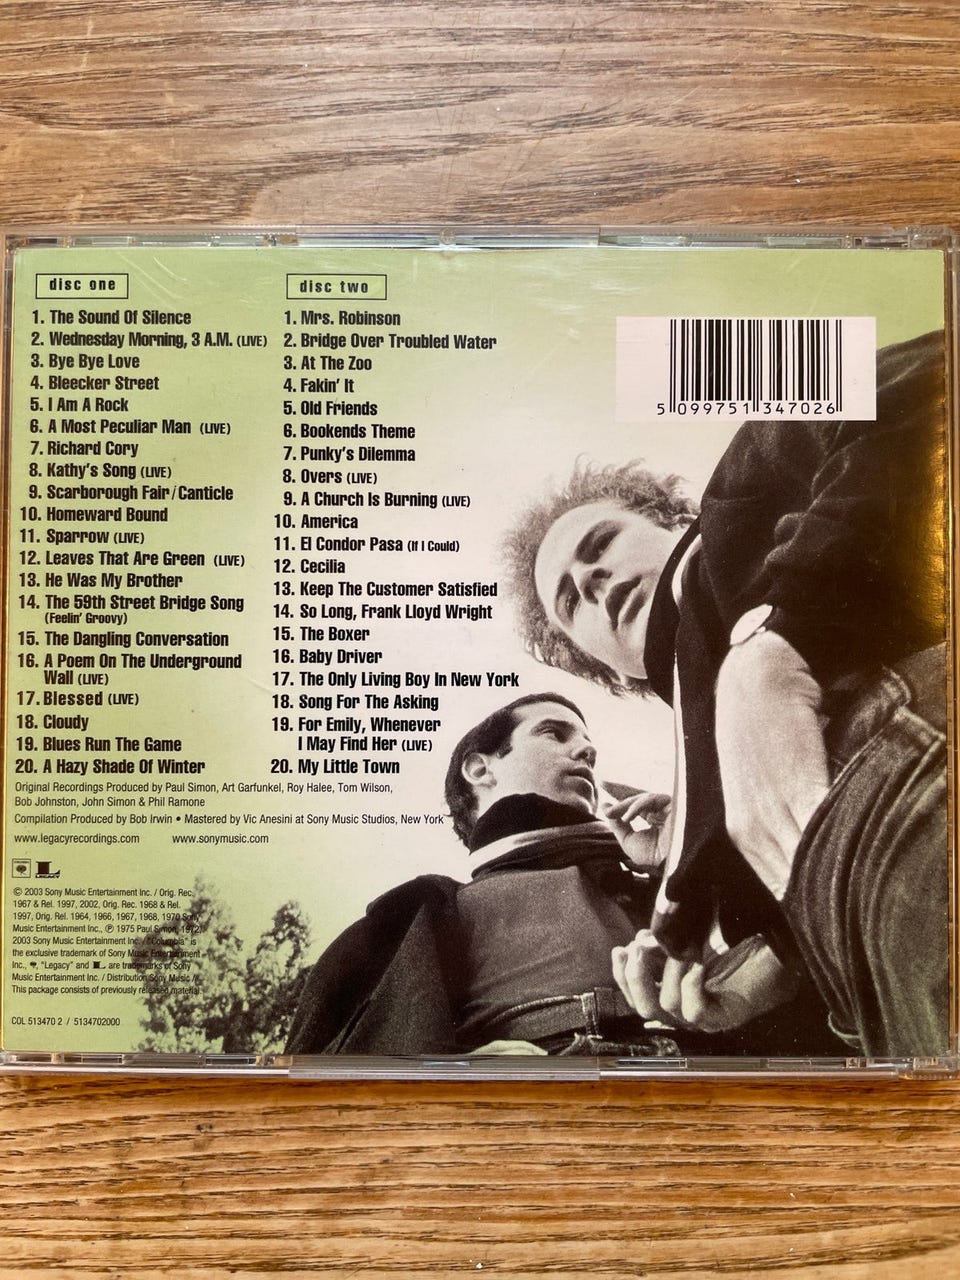 disc one
1. The Sound Of Silence
2. Wednesday Morning, 3 A.M. (LIVE)
3. Bye Bye Love
4. Bleecker Street
5. I Am A Rock
6. A Most Peculiar Man (LIVE)
7. Richard Cory
8. Kathy's Song (LIVE)
9. Scarborough Fair/Canticle
10. Homeward Bound
11. Sparrow (LIVE)
12. Leaves That Are Green (LIVE)
13. He Was My Brother
14. The 59th Street Bridge Song
(Feelin' Groovy)
15. The Dangling Conversation
16. A Poem On The Underground
Wall (LIVE)
17. Blessed (LIVE)
18. Cloudy
19. Blues Run The Game
20. A Hazy Shade Of Winter
disc two
1. Mrs. Robinson
2. Bridge Over Troubled Water
3. At The Zoo
4. Fakin' It
5. Old Friends
6. Bookends Theme
7. Punky's Dilemma
8. Overs (LIVE)
9. A Church Is Burning (LIVE)
10. America
11. El Condor Pasa (If I Could)
12. Cecilia
13. Keep The Customer Satisfied
14. So Long, Frank Lloyd Wright
15. The Boxer
16. Baby Driver
17. The Only Living Boy In New York
18. Song For The Asking
19. For Emily, Whenever
I May Find Her (LIVE)
20. My Little Town
5 099751 347026
Original Recordings Produced by Paul Simon, Art Garfunkel, Roy Halee, Tom Wilson,
Bob Johnston, John Simon & Phil Ramone
Compilation Produced by Bob Irwin • Mastered by Vic Anesini at Sony Music Studios, New York
www.legacyrecordings.com www.sonymusic.com
LEGACY
© 2003 Sony Music Entertainment Inc. / Orig. Rec.
1967 & Rel. 1997, 2002, Orig. Rec. 1968 & Rel.
1997, Orig. Rel. 1964, 1966, 1967, 1968, 1970 Sony
Music Entertainment Inc., ℗ 1975 Paul Simon, 1972,
2003 Sony Music Entertainment Inc. / "Columbia" is
the exclusive trademark of Sony Music Entertainment
Inc., "Legacy" and L are trademarks of Sony
Music Entertainment Inc. / Distribution Sony Music /
This package consists of previously released material.
COL 513470 2 / 5134702000